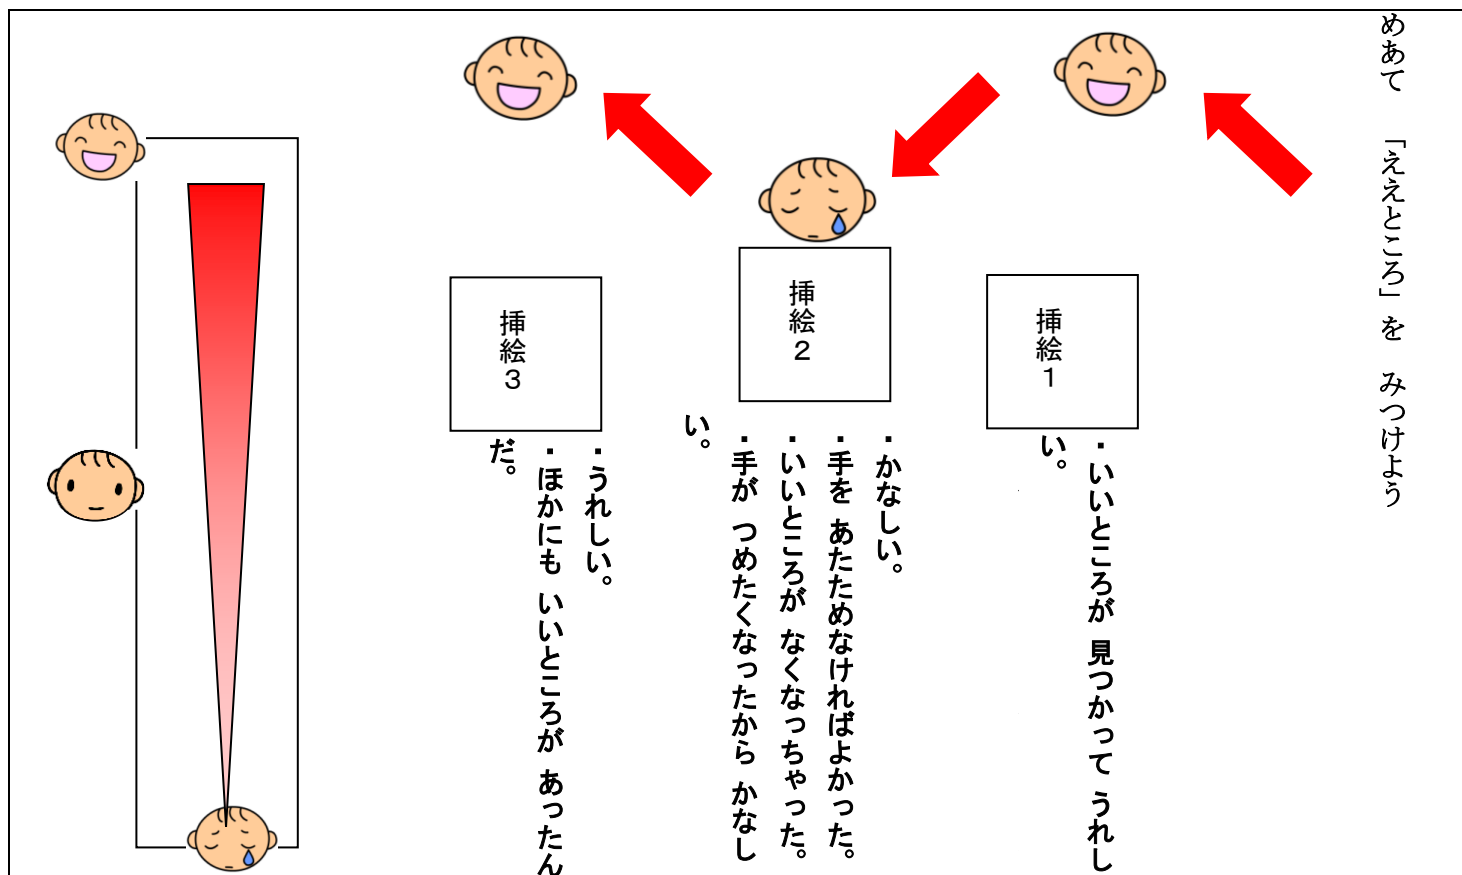 めあて　「ええところ」を　みつけよう
挿絵１
・いいところが 見つかって うれし
い。
挿絵２
・かなしい。
・手を あたためなければよかった。
・いいところが なくなっちゃった。
・手が つめたくなったから かなし
い。
挿絵３
・うれしい。
・ほかにも いいところが あったん
だ。